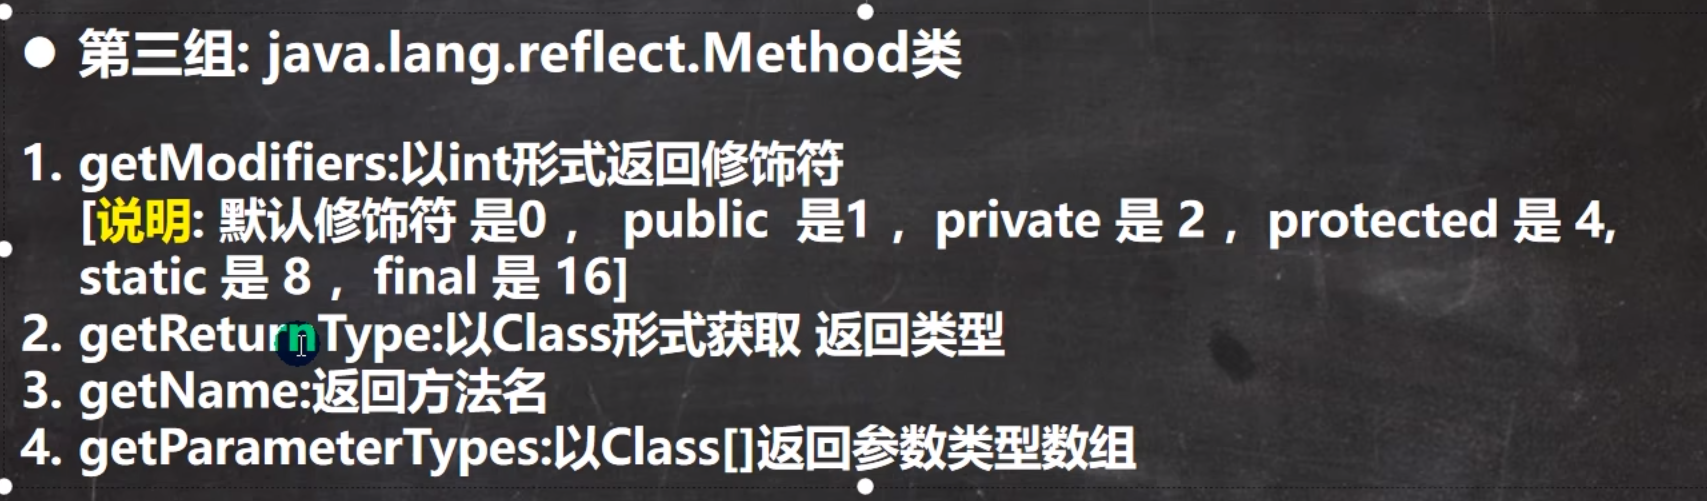 ● 第三组: java.lang.reflect.Method类
1. getModifiers:以int形式返回修饰符
[说明: 默认修饰符 是0 ， public 是1 ，private 是 2 ，protected 是 4,
static 是 8 ， final 是 16]
2. getReturnType:以Class形式获取 返回类型
3. getName:返回方法名
4. getParameterTypes:以Class[]返回参数类型数组